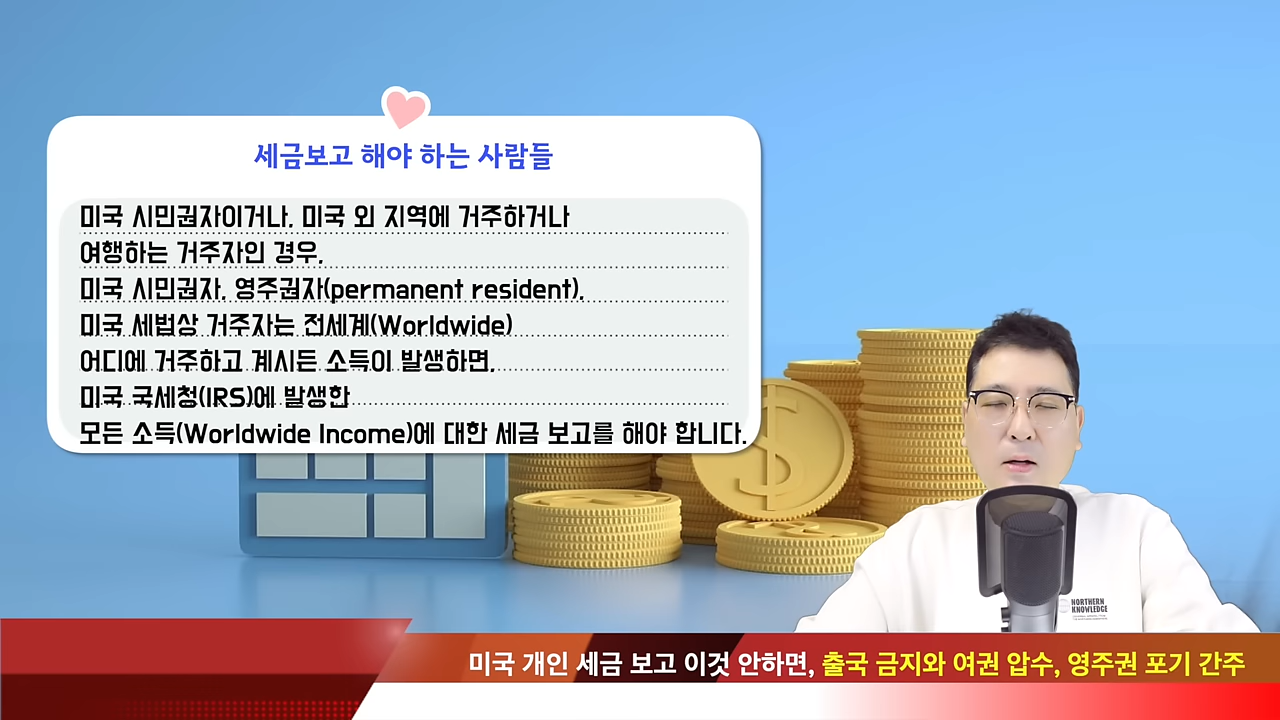 세금보고 해야 하는 사람들
미국 시민권자이거나, 미국 외 지역에 거주하거나
여행하는 거주자인 경우,
미국 시민권자, 영주권자(permanent resident),
미국 세법상 거주자는 전세계(Worldwide)
어디에 거주하고 계시든 소득이 발생하면,
미국 국세청(IRS)에 발생한
모든 소득(Worldwide Income)에 대한 세금 보고를 해야 합니다.
NORTHERN
KNOWLEDGE
미국 개인 세금 보고 이것 안하면, 출국 금지와 여권 압수, 영주권 포기 간주